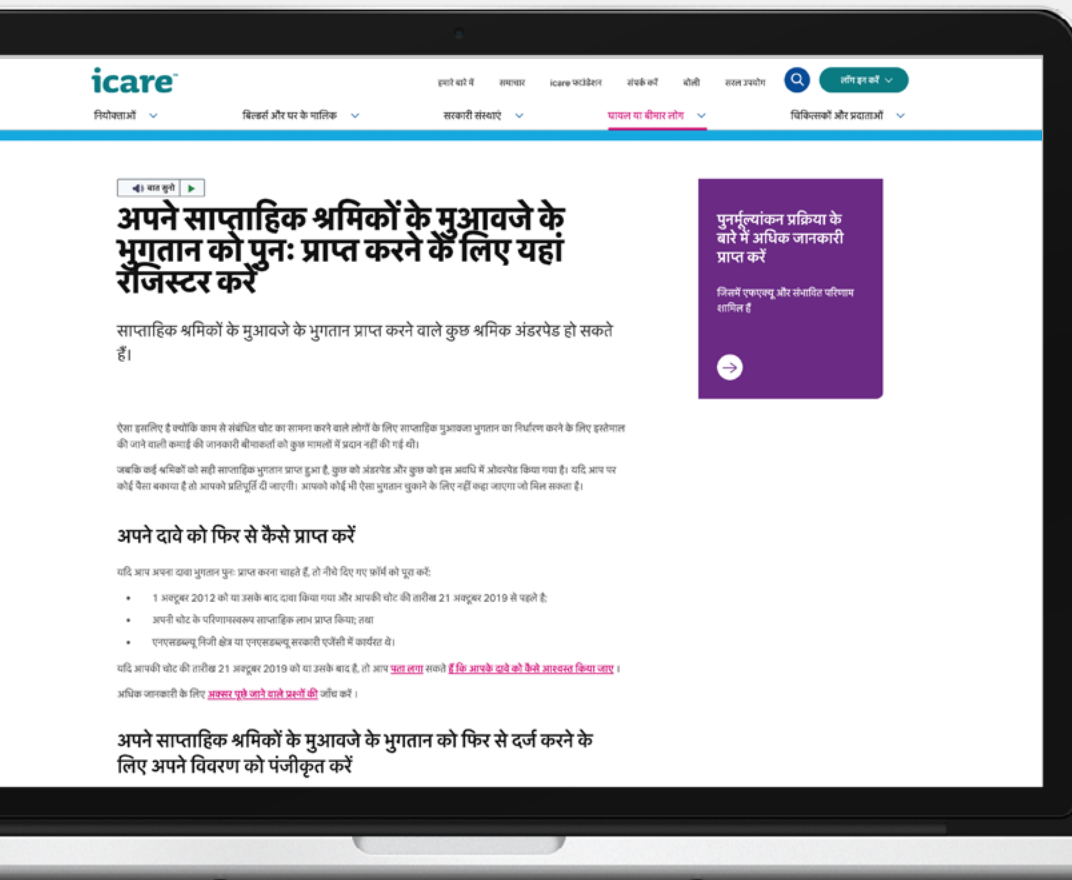 icare™
हमारे बारे में समाचार icare फाउंडेशन संपर्क करें बोली सरल उपयोग लॉग इन करें
नियोक्ताओं बिल्डर्स और घर के मालिक सरकारी संस्थाएं घायल या बीमार लोग चिकित्सकों और प्रदाताओं
बात सुनो
अपने साप्ताहिक श्रमिकों के मुआवजे के
भुगतान को पुनः प्राप्त करने के लिए यहां
रजिस्टर करें
साप्ताहिक श्रमिकों के मुआवजे के भुगतान प्राप्त करने वाले कुछ श्रमिक अंडरपेड हो सकते
हैं।
पुनर्मूल्यांकन प्रक्रिया के
बारे में अधिक जानकारी
प्राप्त करें
जिसमें एफएक्यू और संभावित परिणाम
शामिल हैं
ऐसा इसलिए है क्योंकि काम से संबंधित चोट का सामना करने वाले लोगों के लिए साप्ताहिक मुआवजा भुगतान का निर्धारण करने के लिए इस्तेमाल
की जाने वाली कमाई की जानकारी बीमाकर्ता को कुछ मामलों में प्रदान नहीं की गई थी।
जबकि कई श्रमिकों को सही साप्ताहिक भुगतान प्राप्त हुआ है, कुछ को अंडरपेड और कुछ को इस अवधि में ओवरपेड किया गया है। यदि आप पर
कोई पैसा बकाया है तो आपको प्रतिपूर्ति दी जाएगी। आपको कोई भी ऐसा भुगतान चुकाने के लिए नहीं कहा जाएगा जो मिल सकता है।
अपने दावे को फिर से कैसे प्राप्त करें
यदि आप अपना दावा भुगतान पुनः प्राप्त करना चाहते हैं, तो नीचे दिए गए फ़ॉर्म को पूरा करें:
• 1 अक्टूबर 2012 को या उसके बाद दावा किया गया और आपकी चोट की तारीख 21 अक्टूबर 2019 से पहले है;
• अपनी चोट के परिणामस्वरूप साप्ताहिक लाभ प्राप्त किया; तथा
• एनएसडब्ल्यू निजी क्षेत्र या एनएसडब्ल्यू सरकारी एजेंसी में कार्यरत थे।
यदि आपकी चोट की तारीख 21 अक्टूबर 2019 को या उसके बाद है, तो आप पता लगा सकते हैं कि आपके दावे को कैसे आश्वस्त किया जाए ।
अधिक जानकारी के लिए अक्सर पूछे जाने वाले प्रश्नों की जाँच करें ।
अपने साप्ताहिक श्रमिकों के मुआवजे के भुगतान को फिर से दर्ज करने के
लिए अपने विवरण को पंजीकृत करें